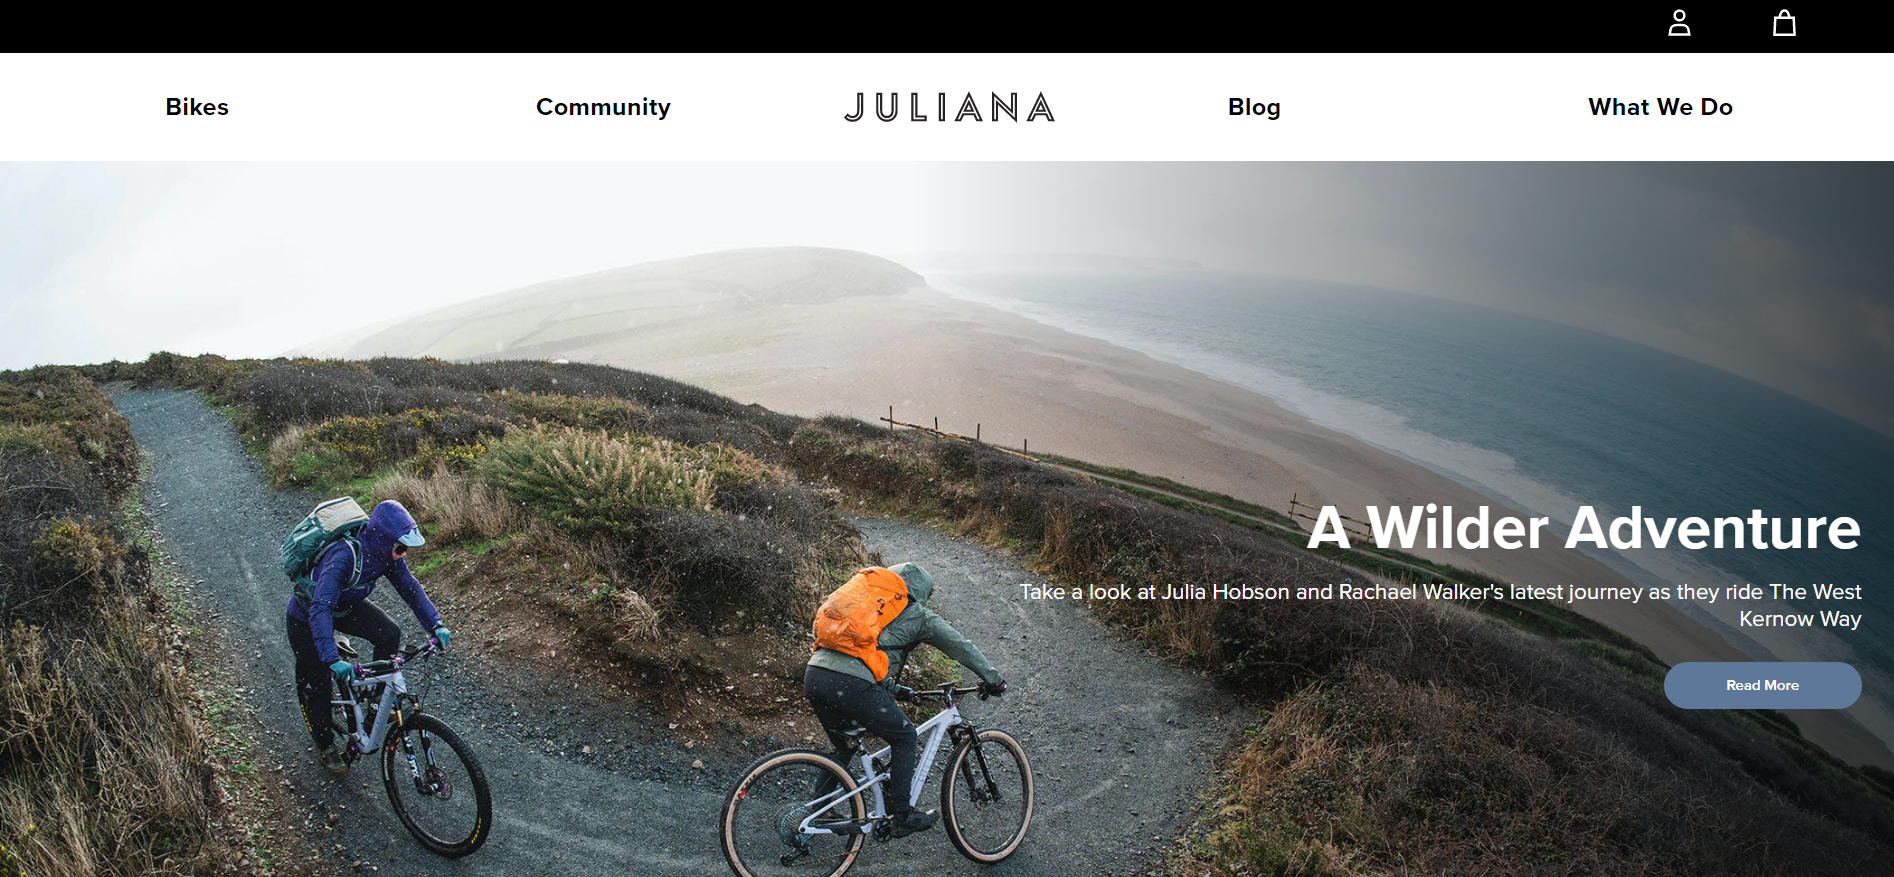 Bikes
Community
JULIANA
Blog
What We Do
A Wilder Adventure
Take a look at Julia Hobson and Rachael Walker's latest journey as they ride The West
Kernow Way
Read More